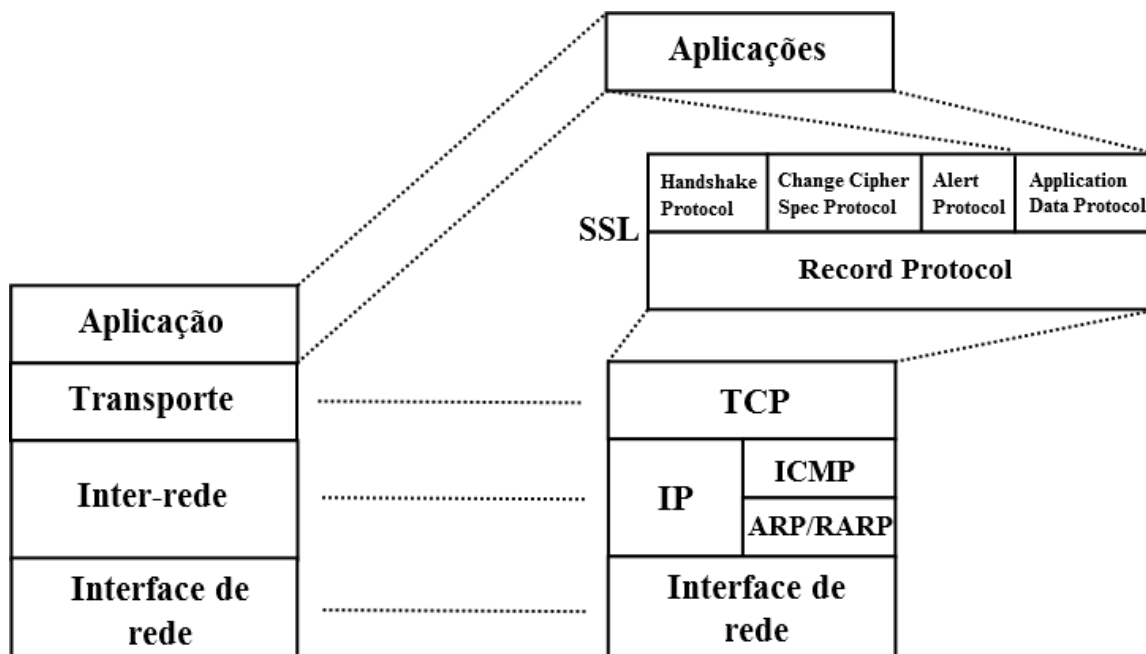 Aplicações
Handshake
Protocol
Change Cipher
Spec Protocol
Alert
Protocol
Application
Data Protocol
SSL
Record Protocol
Aplicação
Transporte
TCP
Inter-rede
IP
ICMP
ARP/RARP
Interface de
rede
Interface de
rede